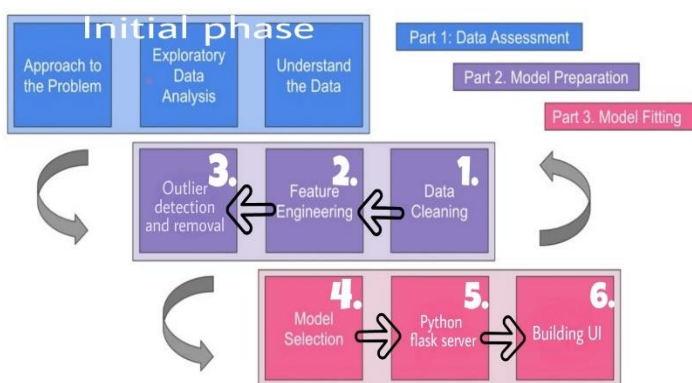 Initial phase
Approach to
the Problem
Exploratory
Data
Analysis
Understand
the Data
Part 1: Data Assessment
Part 2. Model Preparation
Part 3. Model Fitting
3.
Outlier
detection
and removal
2.
Feature
Engineering
1.
Data
Cleaning
4.
Model
Selection
5.
Python
flask server
6.
Building UI